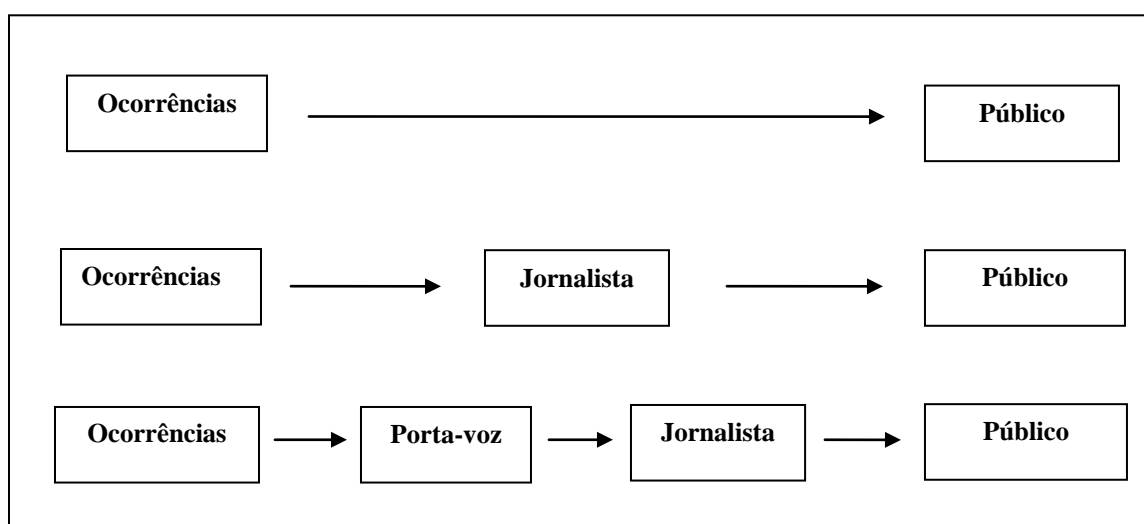 Ocorrências
Público
Ocorrências
Jornalista
Público
Ocorrências
Porta-voz
Jornalista
Público